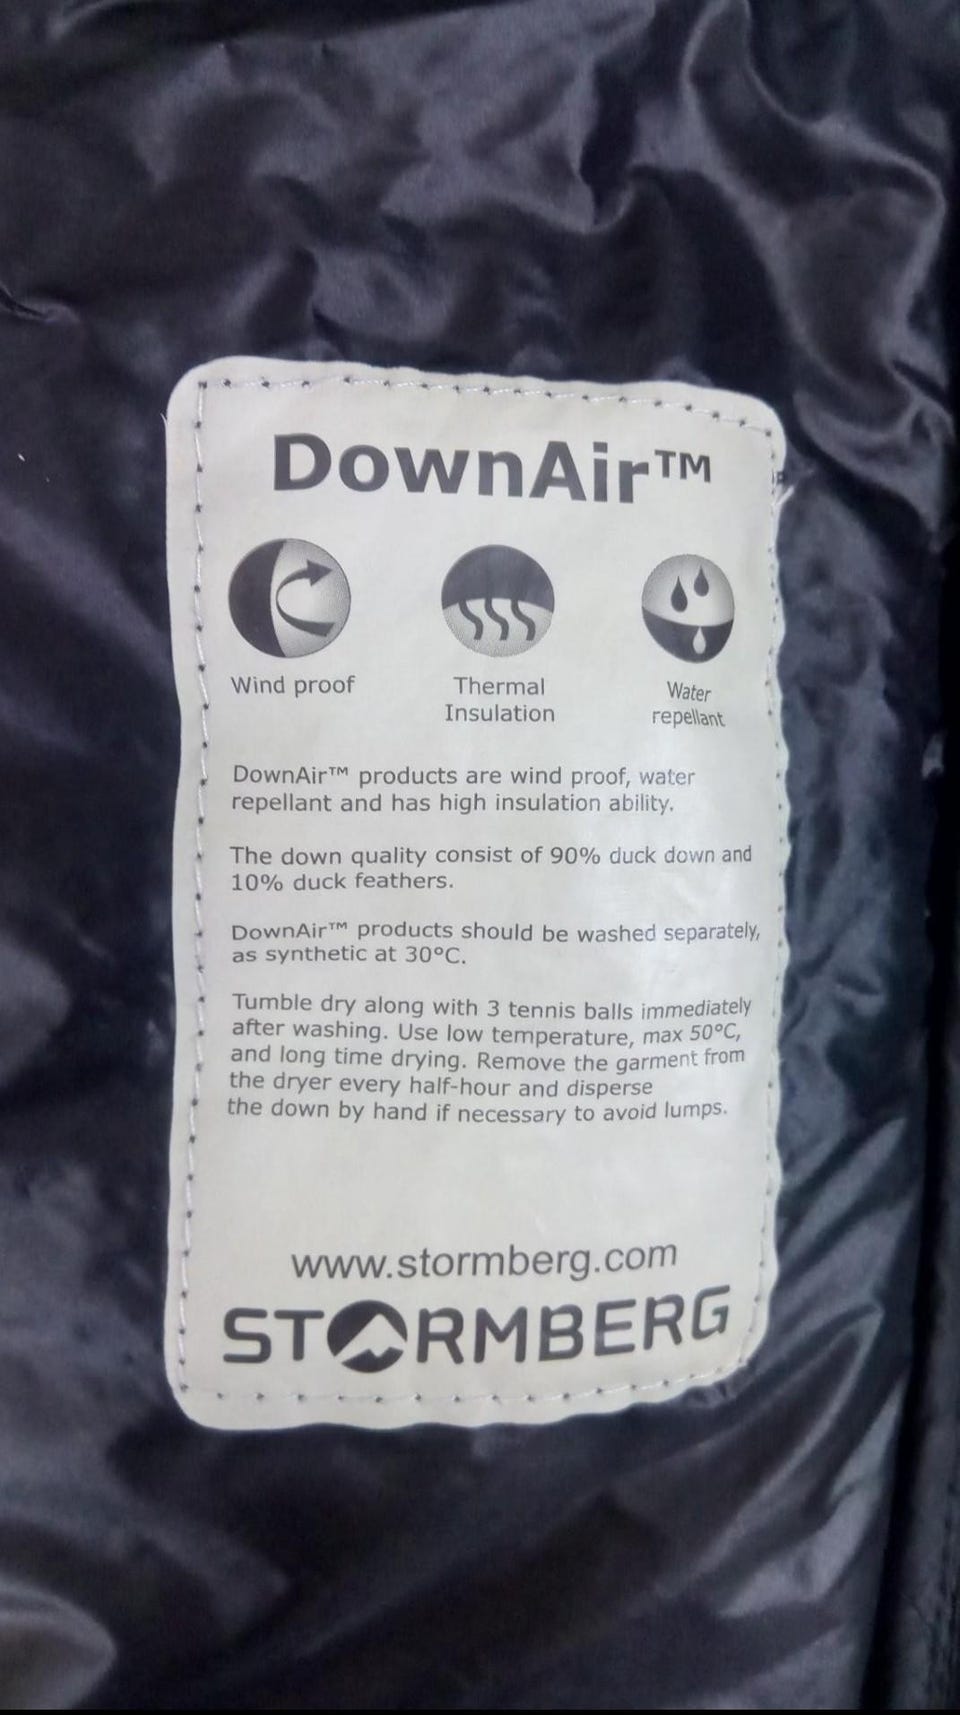 DownAir™
Wind proof
Thermal
Insulation
Water
repellant
DownAir™ products are wind proof, water
repellant and has high insulation ability.
The down quality consist of 90% duck down and
10% duck feathers.
DownAir™ products should be washed separately,
as synthetic at 30°C.
Tumble dry along with 3 tennis balls immediately
after washing. Use low temperature, max 50°C,
and long time drying. Remove the garment from
the dryer every half-hour and disperse
the down by hand if necessary to avoid lumps.
www.stormberg.com
STORMBERG